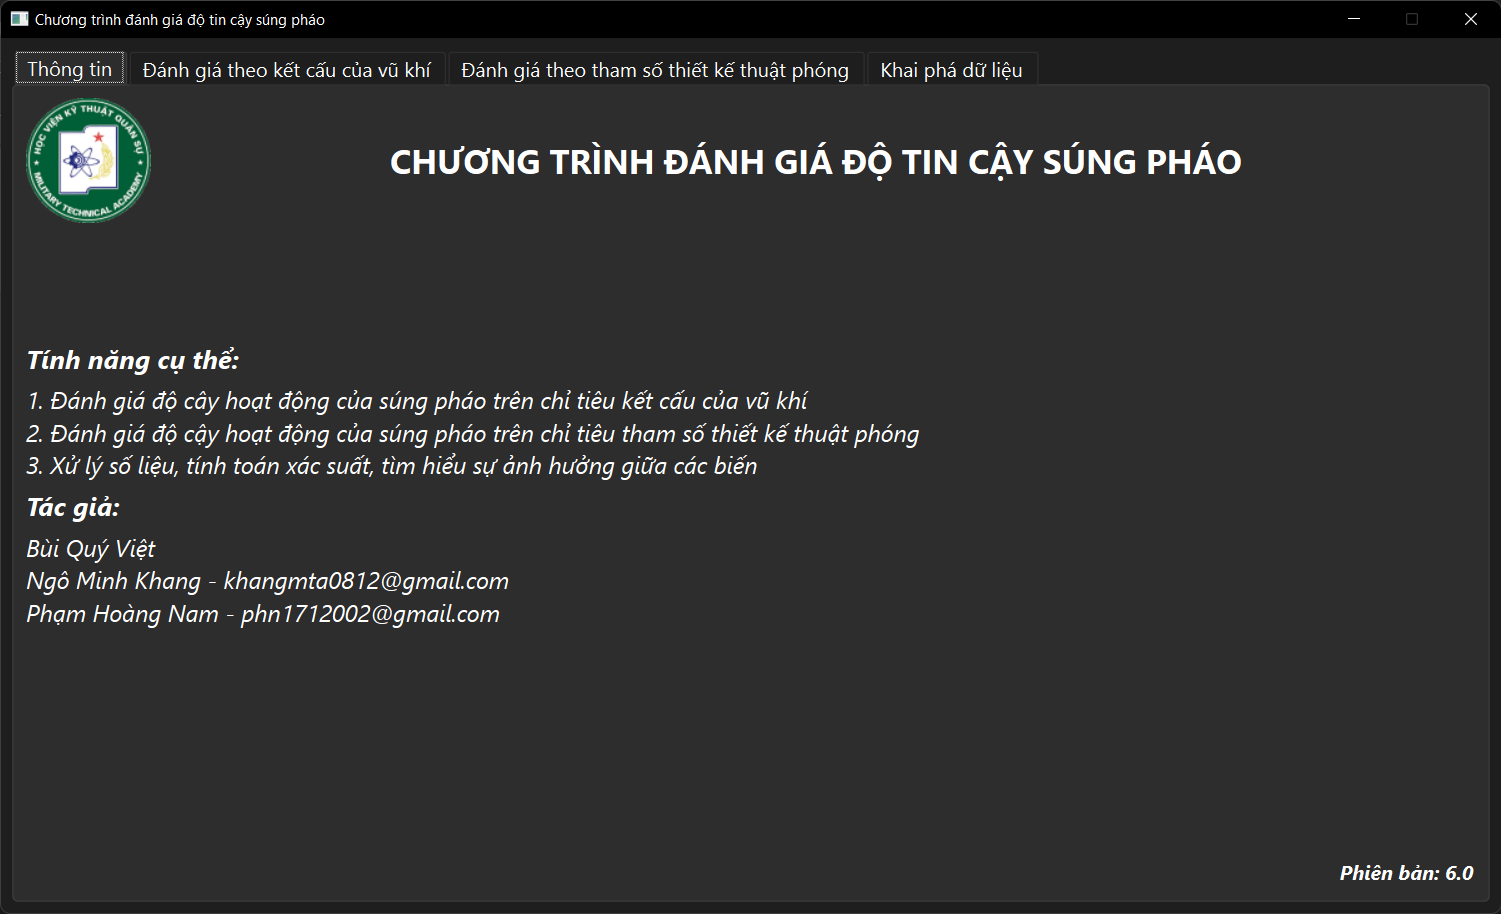 Chương trình đánh giá độ tin cậy súng pháo
Thông tin
Đánh giá theo kết cấu của vũ khí
Đánh giá theo tham số thiết kế thuật phóng
Khai phá dữ liệu
HỌC VIỆN KỸ THUẬT QUÂN SỰ
MILITARY TECHNICAL ACADEMY
CHƯƠNG TRÌNH ĐÁNH GIÁ ĐỘ TIN CẬY SÚNG PHÁO
Tính năng cụ thể:
1. Đánh giá độ cây hoạt động của súng pháo trên chỉ tiêu kết cấu của vũ khí
2. Đánh giá độ cậy hoạt động của súng pháo trên chỉ tiêu tham số thiết kế thuật phóng
3. Xử lý số liệu, tính toán xác suất, tìm hiểu sự ảnh hưởng giữa các biến
Tác giả:
Bùi Quý Việt
Ngô Minh Khang - khangmta0812@gmail.com
Phạm Hoàng Nam - phn1712002@gmail.com
Phiên bản: 6.0